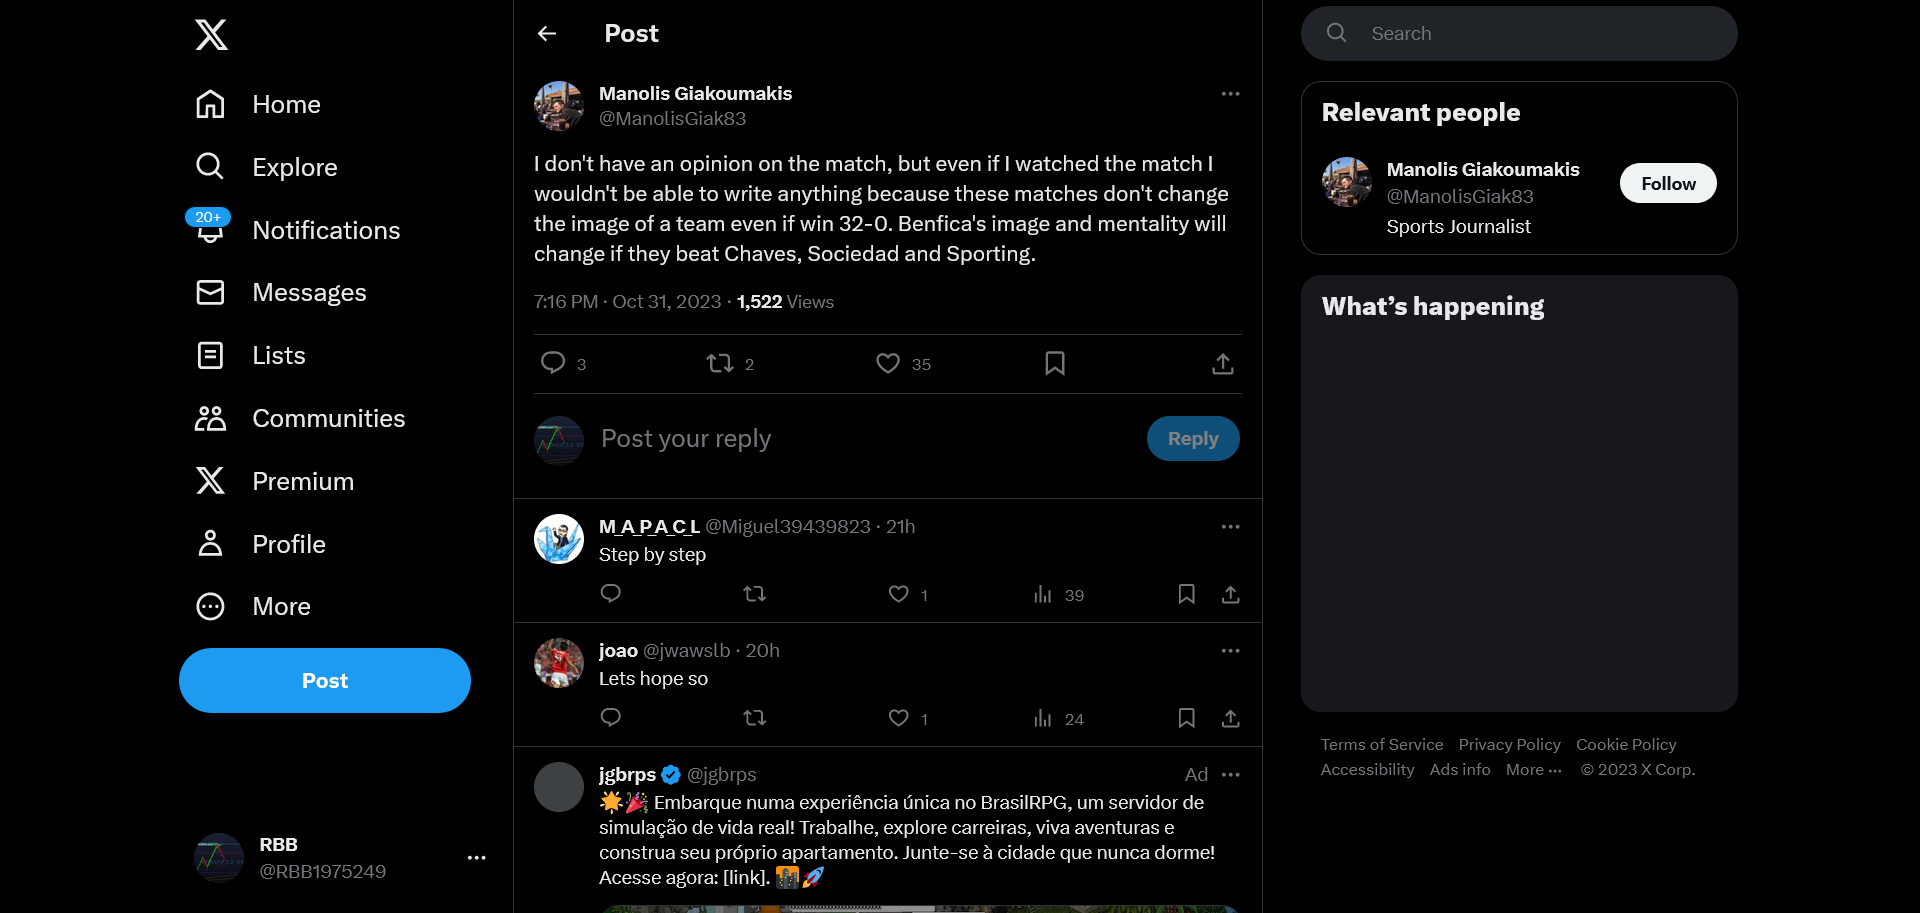 Home
Explore
20+
Notifications
Messages
Lists
Communities
Premium
Profile
More
Post
RBB
@RBB1975249
Post
Manolis Giakoumakis
@ManolisGiak83
I don't have an opinion on the match, but even if I watched the match I
wouldn't be able to write anything because these matches don't change
the image of a team even if win 32-0. Benfica's image and mentality will
change if they beat Chaves, Sociedad and Sporting.
7:16 PM · Oct 31, 2023 · 1,522 Views
3 2 35
Post your reply
Reply
M_A_P_A_C_L @Miguel39439823 · 21h
Step by step
1 39
joao @jwawslb · 20h
Lets hope so
1 24
jgbrps @jgbrps Ad
🌟🎉 Embarque numa experiência única no BrasilRPG, um servidor de
simulação de vida real! Trabalhe, explore carreiras, viva aventuras e
construa seu próprio apartamento. Junte-se à cidade que nunca dorme!
Acesse agora: [link]. 🌇🚀
Search
Relevant people
Manolis Giakoumakis
@ManolisGiak83
Follow
Sports Journalist
What's happening
Terms of Service Privacy Policy Cookie Policy
Accessibility Ads info More ··· © 2023 X Corp.